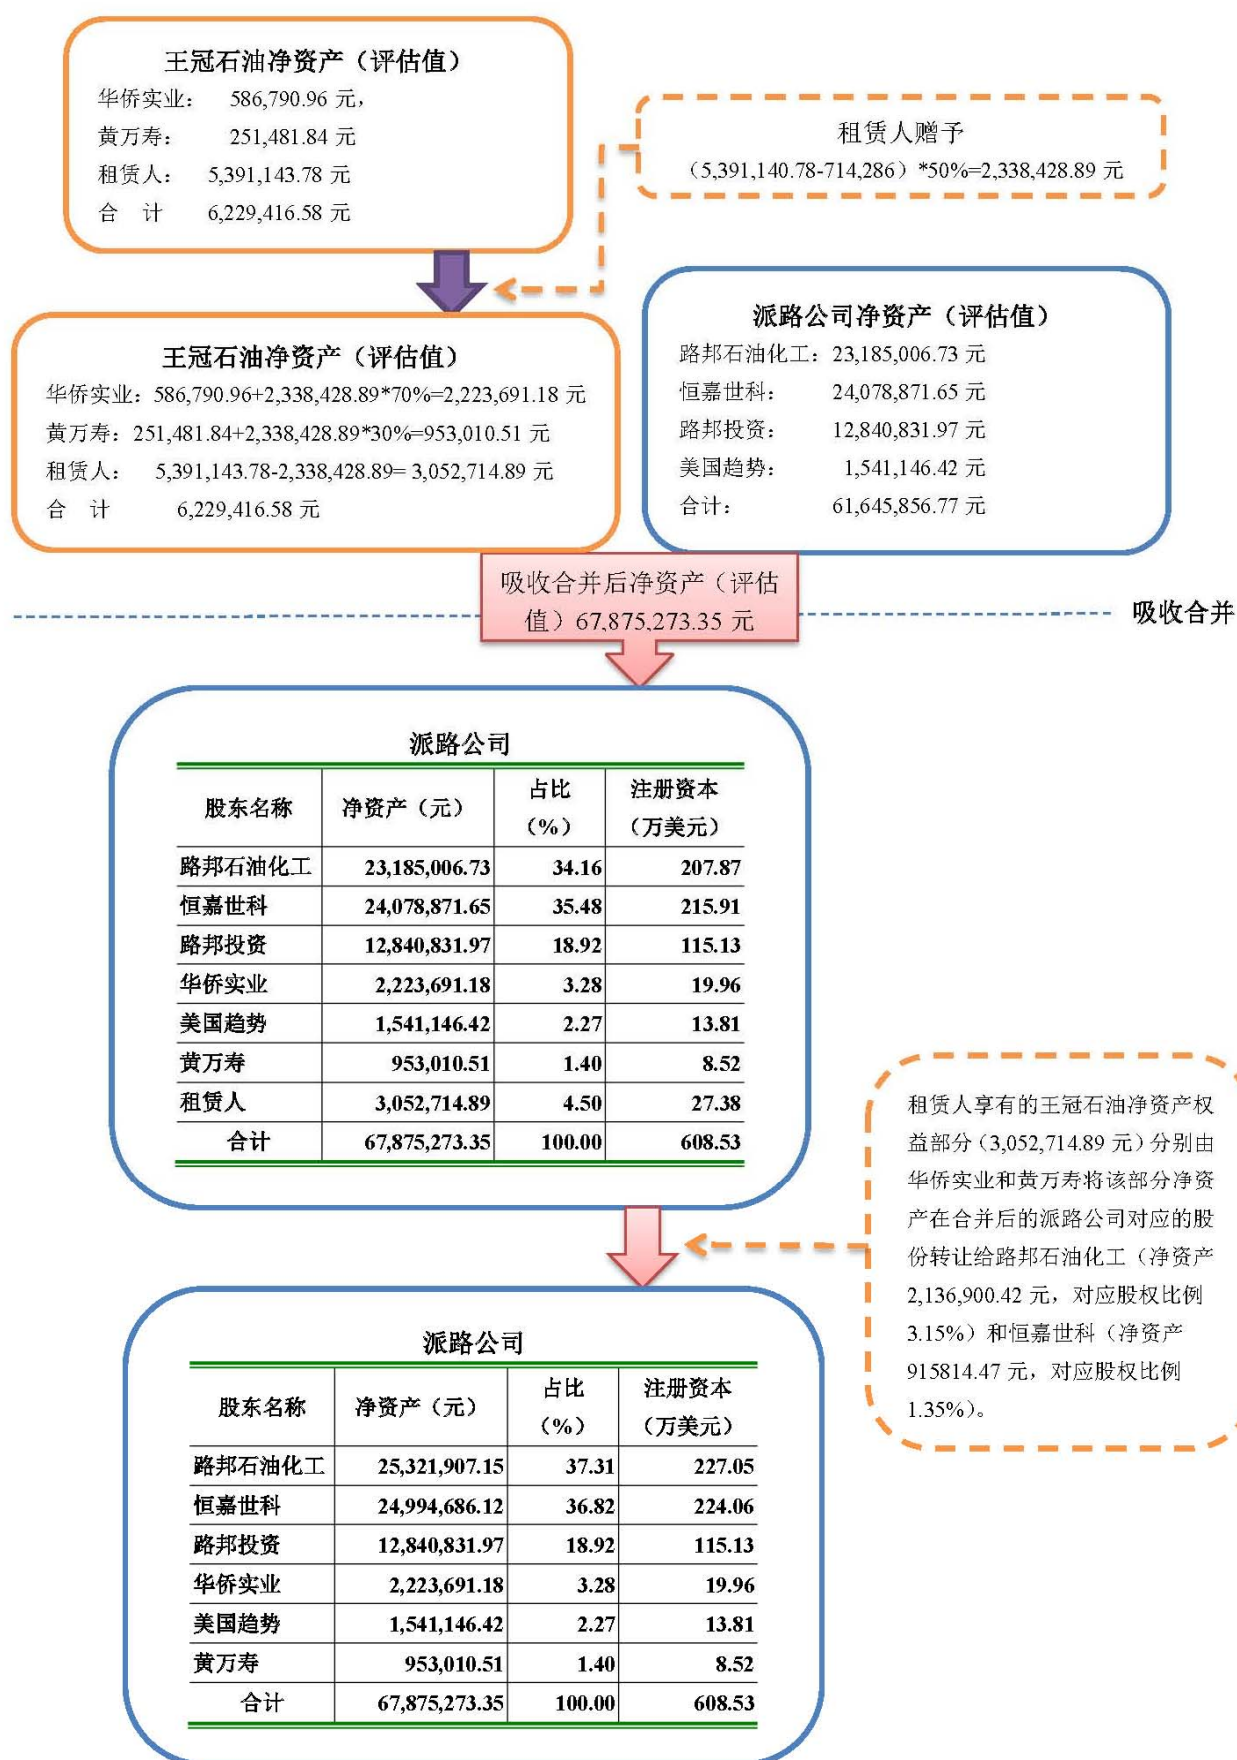 王冠石油净资产（评估值）
华侨实业： 586,790.96 元，
黄万寿： 251,481.84 元
租赁人： 5,391,143.78 元
合 计 6,229,416.58 元
租赁人赠予
（5,391,140.78-714,286）*50%=2,338,428.89 元
王冠石油净资产（评估值）
华侨实业：586,790.96+2,338,428.89*70%=2,223,691.18 元
黄万寿：251,481.84+2,338,428.89*30%=953,010.51 元
租赁人： 5,391,143.78-2,338,428.89= 3,052,714.89 元
合 计 6,229,416.58 元
派路公司净资产（评估值）
路邦石油化工：23,185,006.73 元
恒嘉世科： 24,078,871.65 元
路邦投资： 12,840,831.97 元
美国趋势： 1,541,146.42 元
合计： 61,645,856.77 元
吸收合并后净资产（评估
值）67,875,273.35 元
吸收合并
派路公司
股东名称 净资产（元） 占比（%） 注册资本（万美元）
路邦石油化工 23,185,006.73 34.16 207.87
恒嘉世科 24,078,871.65 35.48 215.91
路邦投资 12,840,831.97 18.92 115.13
华侨实业 2,223,691.18 3.28 19.96
美国趋势 1,541,146.42 2.27 13.81
黄万寿 953,010.51 1.40 8.52
租赁人 3,052,714.89 4.50 27.38
合计 67,875,273.35 100.00 608.53
租赁人享有的王冠石油净资产权
益部分（3,052,714.89 元）分别由
华侨实业和黄万寿将该部分净资
产在合并后的派路公司对应的股
份转让给路邦石油化工（净资产
2,136,900.42 元，对应股权比例
3.15%）和恒嘉世科（净资产
915814.47 元，对应股权比例
1.35%）。
派路公司
股东名称 净资产（元） 占比（%） 注册资本（万美元）
路邦石油化工 25,321,907.15 37.31 227.05
恒嘉世科 24,994,686.12 36.82 224.06
路邦投资 12,840,831.97 18.92 115.13
华侨实业 2,223,691.18 3.28 19.96
美国趋势 1,541,146.42 2.27 13.81
黄万寿 953,010.51 1.40 8.52
合计 67,875,273.35 100.00 608.53